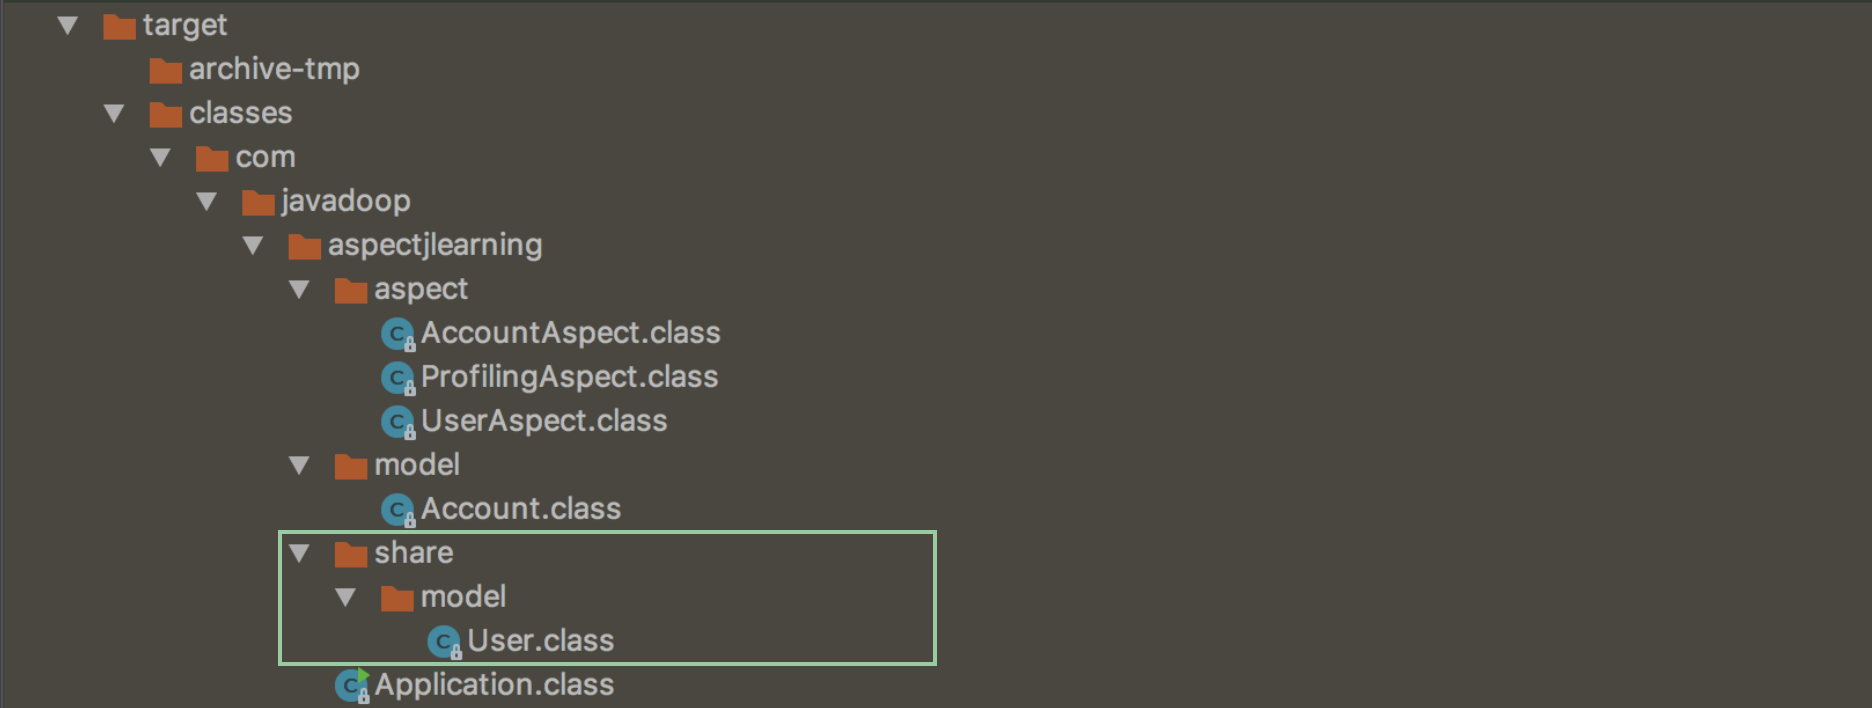 target
archive-tmp
classes
com
javadoop
aspectjlearning
aspect
C AccountAspect.class
C ProfilingAspect.class
C UserAspect.class
model
C Account.class
share
model
C User.class
C Application.class